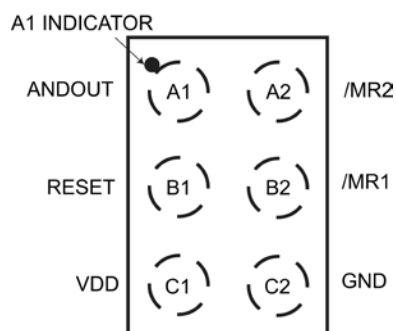 A1 INDICATOR
ANDOUT A1 A2 /MR2
RESET B1 B2 /MR1
VDD C1 C2 GND